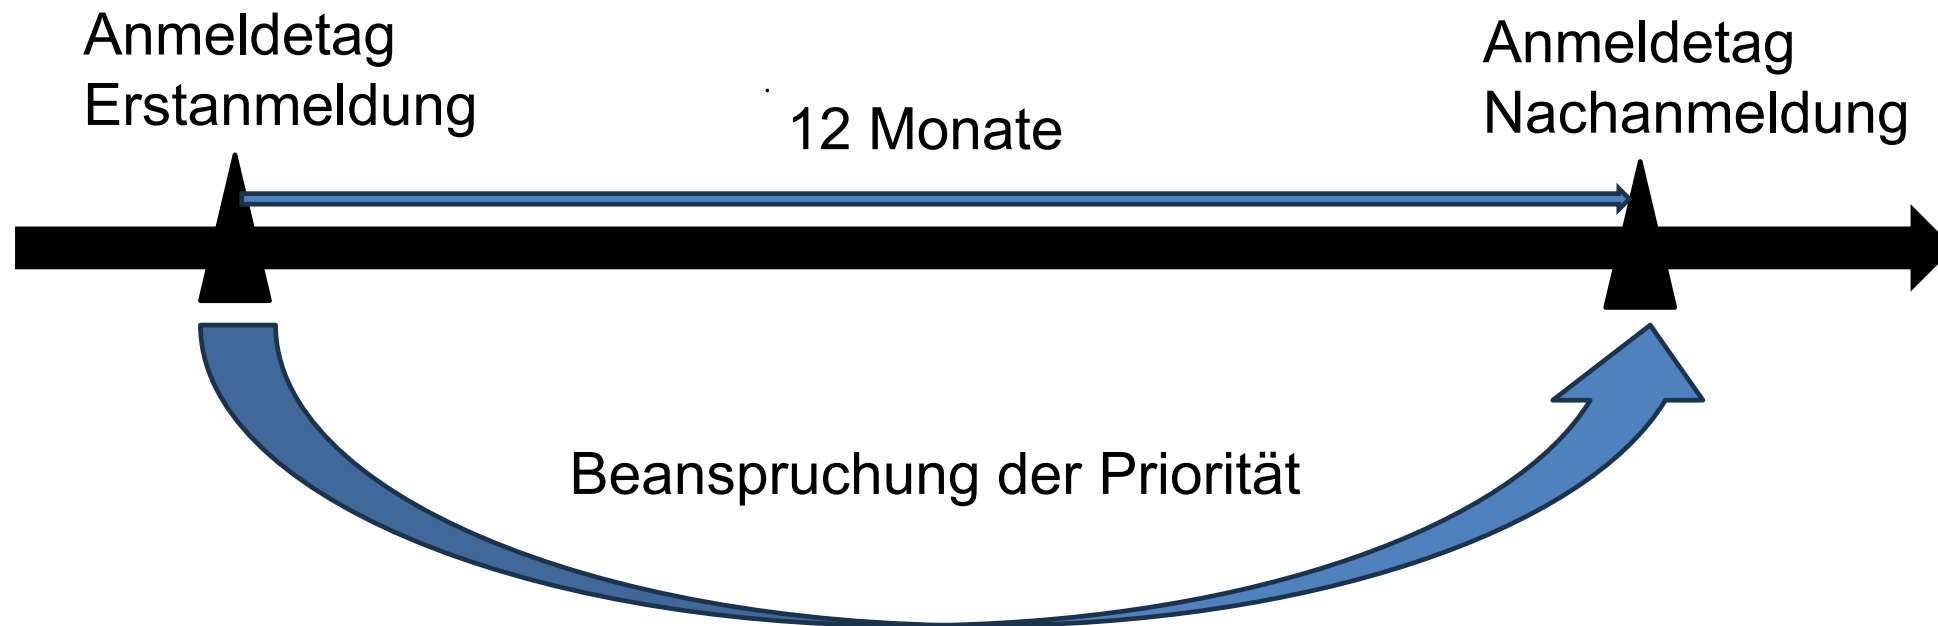 Anmeldetag
Erstanmeldung
12 Monate
Anmeldetag
Nachanmeldung
Beanspruchung der Priorität